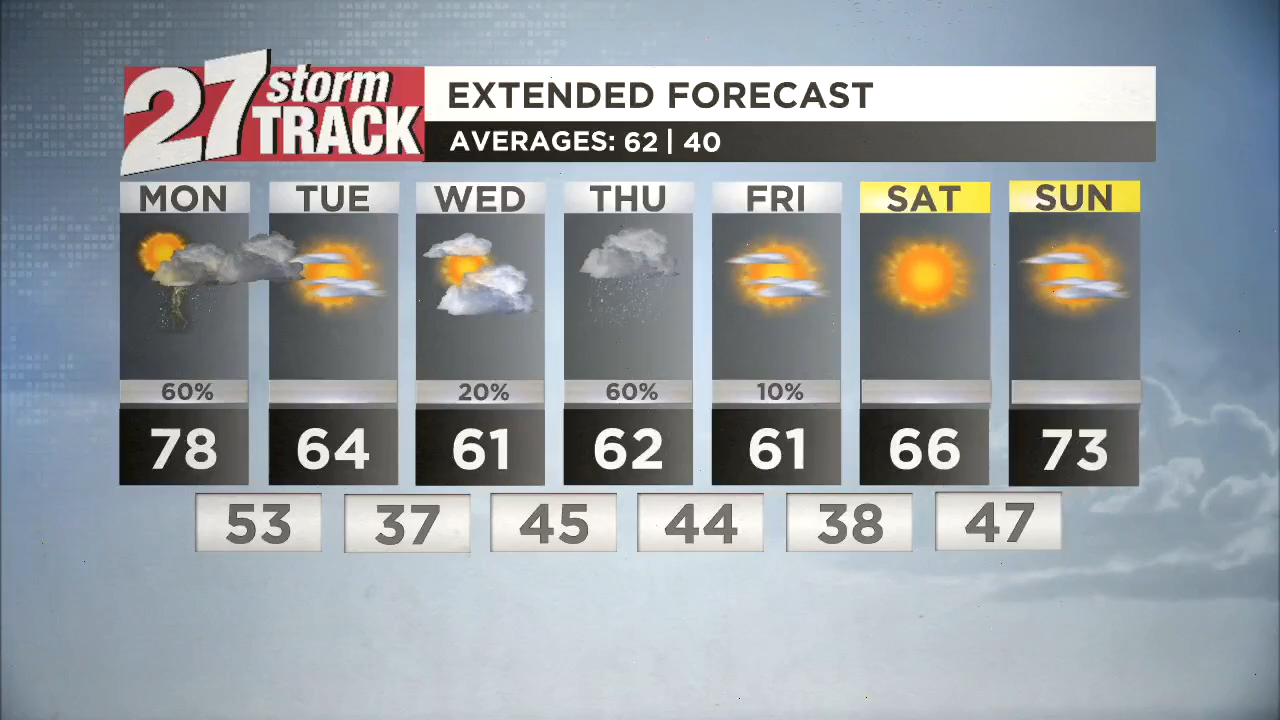 27 storm
TRACK
EXTENDED FORECAST
AVERAGES: 62 | 40
MON TUE WED THU FRI SAT SUN
60% 20% 60% 10%
78 64 61 62 61 66 73
53 37 45 44 38 47